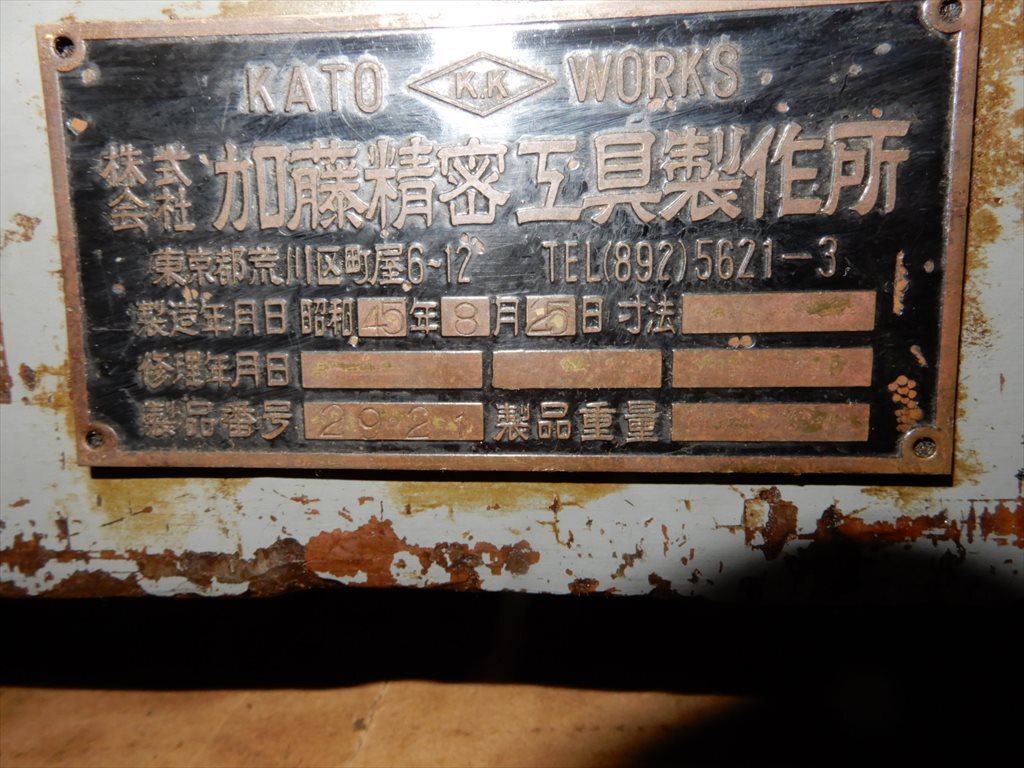 KATO K.K WORKS
株式会社 加藤精密工具製作所
東京都荒川区町屋6~12 TEL(892)5621-3
製造年月日 昭和45年8月25日 寸法
修理年月日
製品番号 2921 製品重量